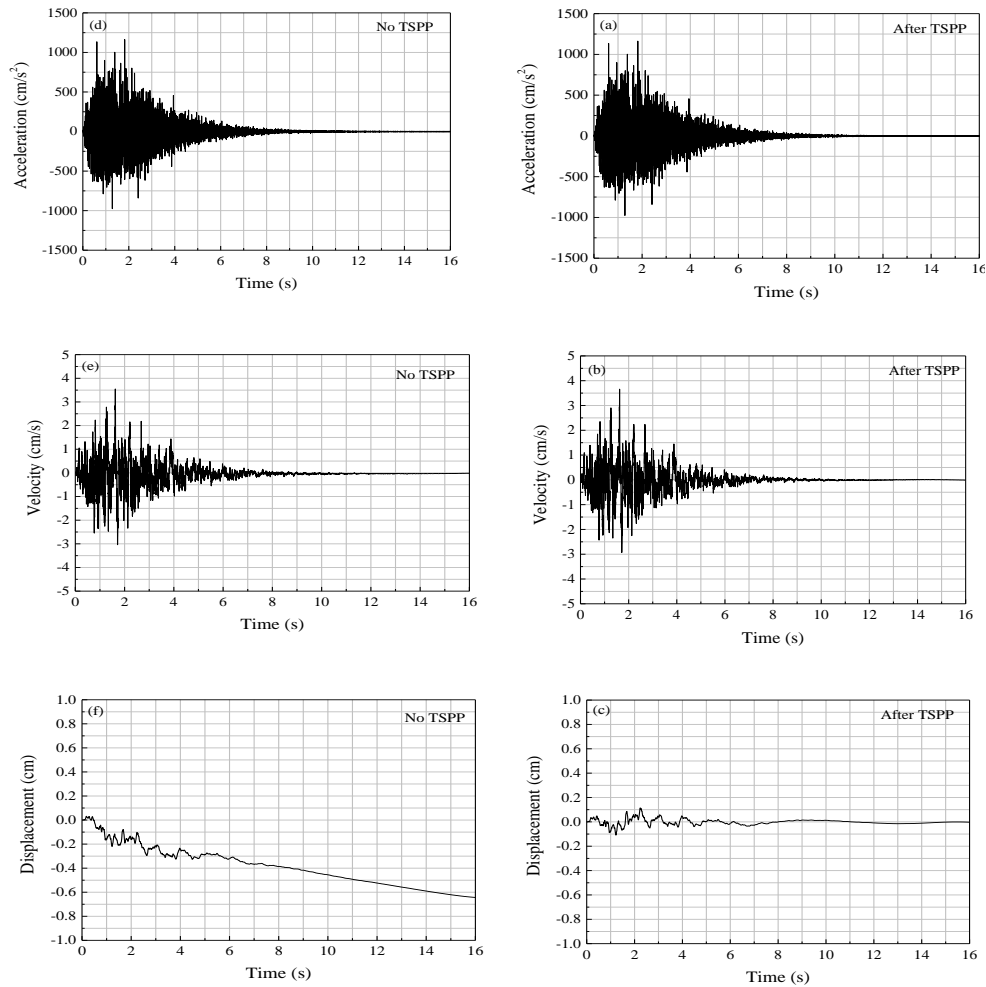 (d) No TSPP
1500
1000
500
0
-500
-1000
-1500
Acceleration (cm/s²)
0 2 4 6 8 10 12 14 16
Time (s)
(a) After TSPP
1500
1000
500
0
-500
-1000
-1500
Acceleration (cm/s²)
0 2 4 6 8 10 12 14 16
Time (s)
(e) No TSPP
5
4
3
2
1
0
-1
-2
-3
-4
-5
Velocity (cm/s)
0 2 4 6 8 10 12 14 16
Time (s)
(b) After TSPP
5
4
3
2
1
0
-1
-2
-3
-4
-5
Velocity (cm/s)
0 2 4 6 8 10 12 14 16
Time (s)
(f) No TSPP
1.0
0.8
0.6
0.4
0.2
0.0
-0.2
-0.4
-0.6
-0.8
-1.0
Displacement (cm)
0 2 4 6 8 10 12 14 16
Time (s)
(c) After TSPP
1.0
0.8
0.6
0.4
0.2
0.0
-0.2
-0.4
-0.6
-0.8
-1.0
Displacement (cm)
0 2 4 6 8 10 12 14 16
Time (s)